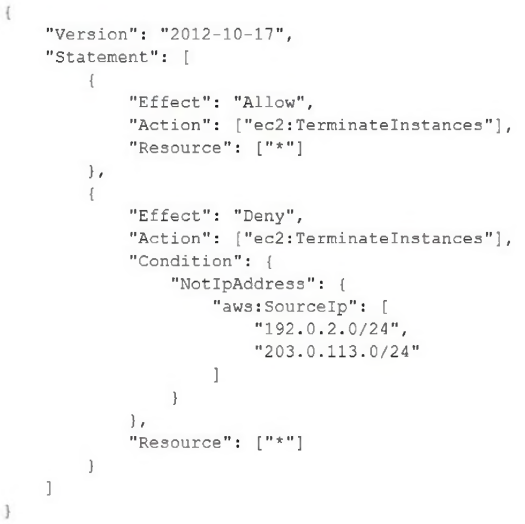 {
    "Version": "2012-10-17",
    "Statement": [
        {
            "Effect": "Allow",
            "Action": ["ec2:TerminateInstances"],
            "Resource": ["*"]
        },
        {
            "Effect": "Deny",
            "Action": ["ec2:TerminateInstances"],
            "Condition": {
                "NotIpAddress": {
                    "aws:SourceIp": [
                        "192.0.2.0/24",
                        "203.0.113.0/24"
                    ]
                }
            },
            "Resource": ["*"]
        }
    ]
}